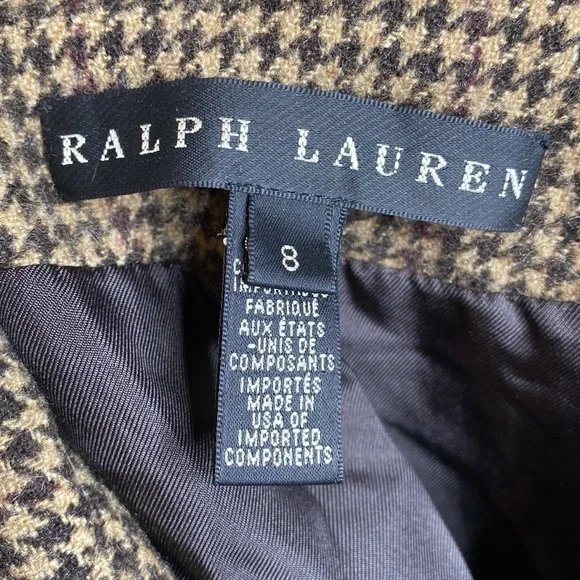 RALPH LAUREN
8
FABRIQUÉ
AUX ÉTATS
-UNIS DE
COMPOSANTS
IMPORTÉS
MADE IN
USA OF
IMPORTED
COMPONENTS